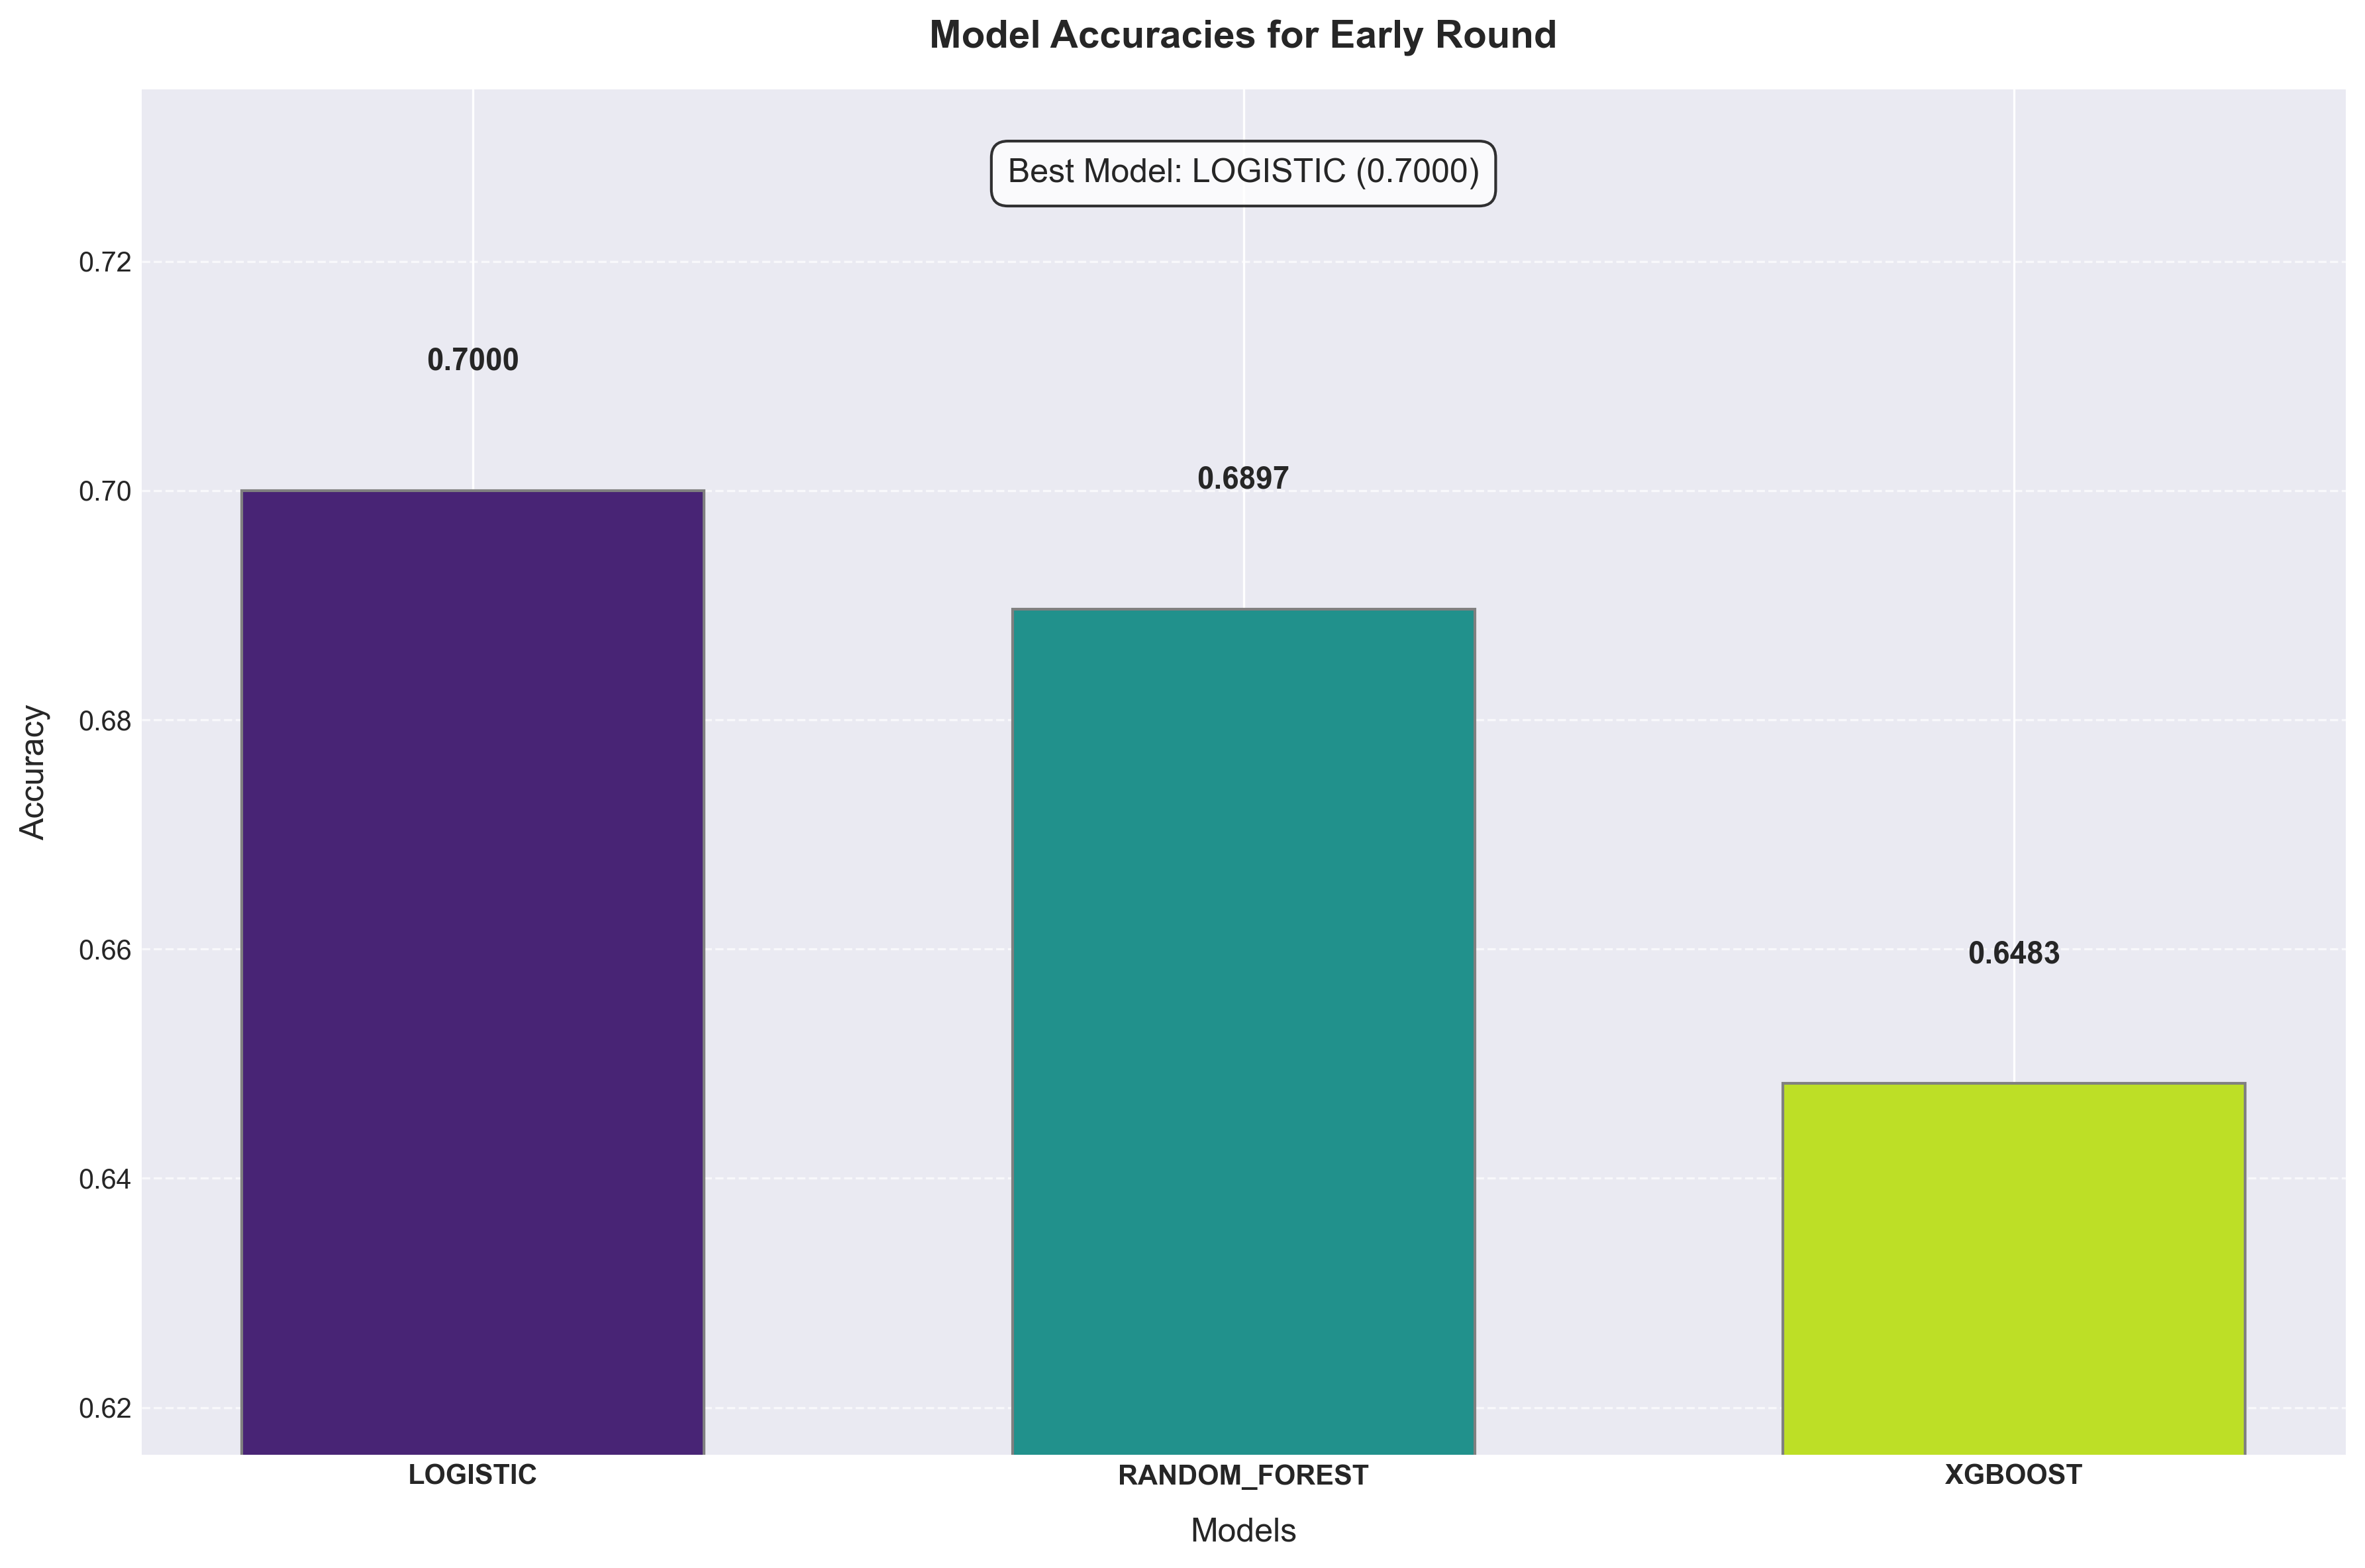 Model Accuracies for Early Round
Best Model: LOGISTIC (0.7000)
0.72
0.7000
0.70
0.6897
0.68
0.66
0.6483
0.64
0.62
Accuracy
LOGISTIC
RANDOM_FOREST
XGBOOST
Models